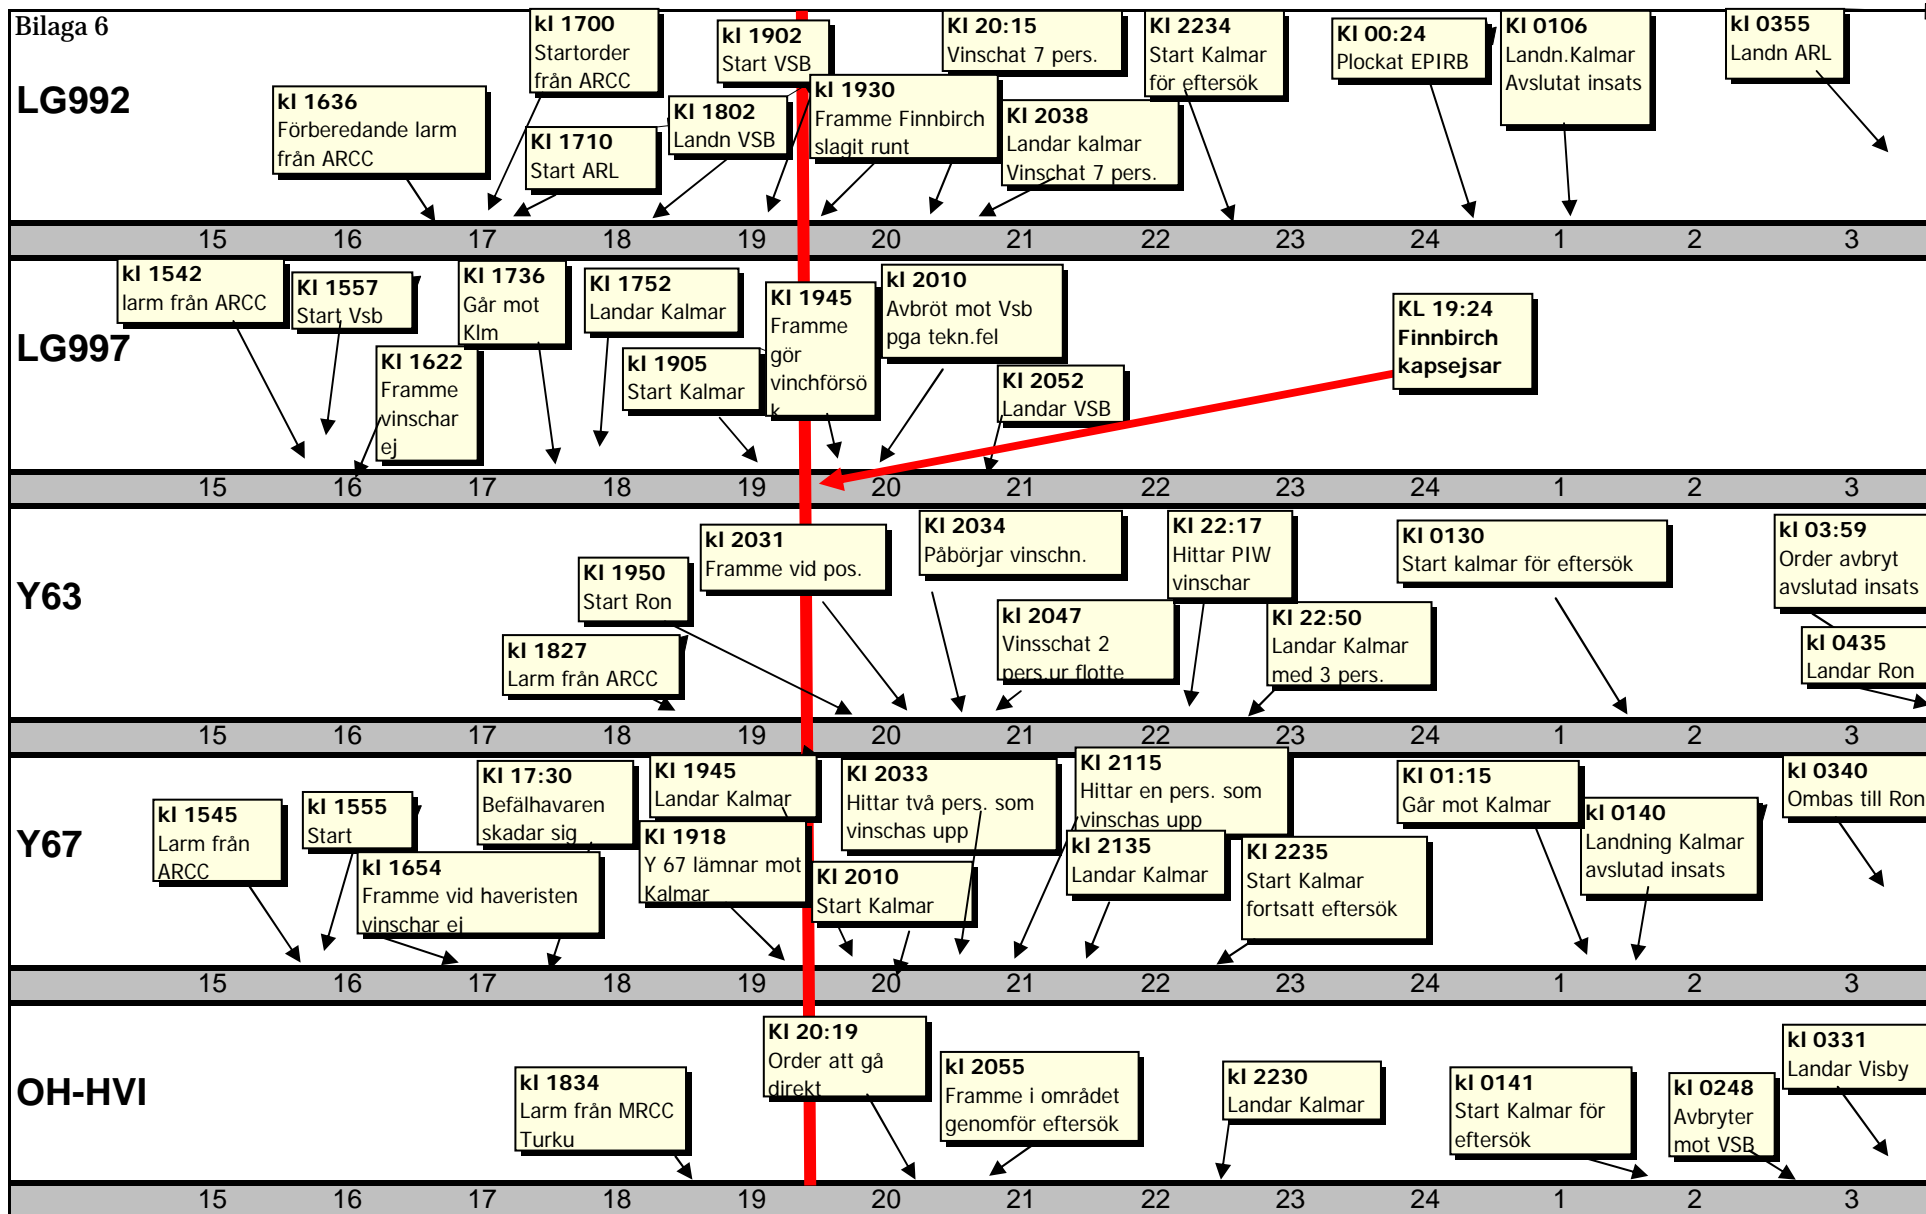 Bilaga 6
LG992
kl 1636
Förberedande larm
från ARCC
kl 1700
Startorder
från ARCC
Kl 1710
Start ARL
Kl 1802
Landn VSB
kl 1902
Start VSB
kl 1930
Framme Finnbirch
slagit runt
Kl 20:15
Vinschat 7 pers.
Kl 2038
Landar kalmar
Vinschat 7 pers.
Kl 2234
Start Kalmar
för eftersök
Kl 00:24
Plockat EPIRB
Kl 0106
Landn.Kalmar
Avslutat insats
kl 0355
Landn ARL
15 16 17 18 19 20 21 22 23 24 1 2 3
LG997
kl 1542
larm från ARCC
Kl 1557
Start Vsb
Kl 1622
Framme
vinschar
ej
Kl 1736
Går mot
Klm
Kl 1752
Landar Kalmar
kl 1905
Start Kalmar
Kl 1945
Framme
gör
vinchförsö
k
kl 2010
Avbröt mot Vsb
pga tekn.fel
Kl 2052
Landar VSB
KL 19:24
Finnbirch
kapsejsar
15 16 17 18 19 20 21 22 23 24 1 2 3
Y63
kl 1827
Larm från ARCC
Kl 1950
Start Ron
kl 2031
Framme vid pos.
Kl 2034
Påbörjar vinschn.
kl 2047
Vinsschat 2
pers.ur flotte
Kl 22:17
Hittar PIW
vinschar
Kl 22:50
Landar Kalmar
med 3 pers.
Kl 0130
Start kalmar för eftersök
kl 03:59
Order avbryt
avslutad insats
kl 0435
Landar Ron
15 16 17 18 19 20 21 22 23 24 1 2 3
Y67
kl 1545
Larm från
ARCC
kl 1555
Start
kl 1654
Framme vid haveristen
vinschar ej
Kl 17:30
Befälhavaren
skadar sig
Kl 1945
Landar Kalmar
Kl 1918
Y 67 lämnar mot
Kalmar
Kl 2010
Start Kalmar
Kl 2033
Hittar två pers. som
vinschas upp
Kl 2115
Hittar en pers. som
vinschas upp
kl 2135
Landar Kalmar
Kl 2235
Start Kalmar
fortsatt eftersök
Kl 01:15
Går mot Kalmar
kl 0140
Landning Kalmar
avslutad insats
kl 0340
Ombas till Ron
15 16 17 18 19 20 21 22 23 24 1 2 3
OH-HVI
kl 1834
Larm från MRCC
Turku
Kl 20:19
Order att gå
direkt
kl 2055
Framme i området
genomför eftersök
kl 2230
Landar Kalmar
kl 0141
Start Kalmar för
eftersök
kl 0248
Avbryter
mot VSB
kl 0331
Landar Visby
15 16 17 18 19 20 21 22 23 24 1 2 3